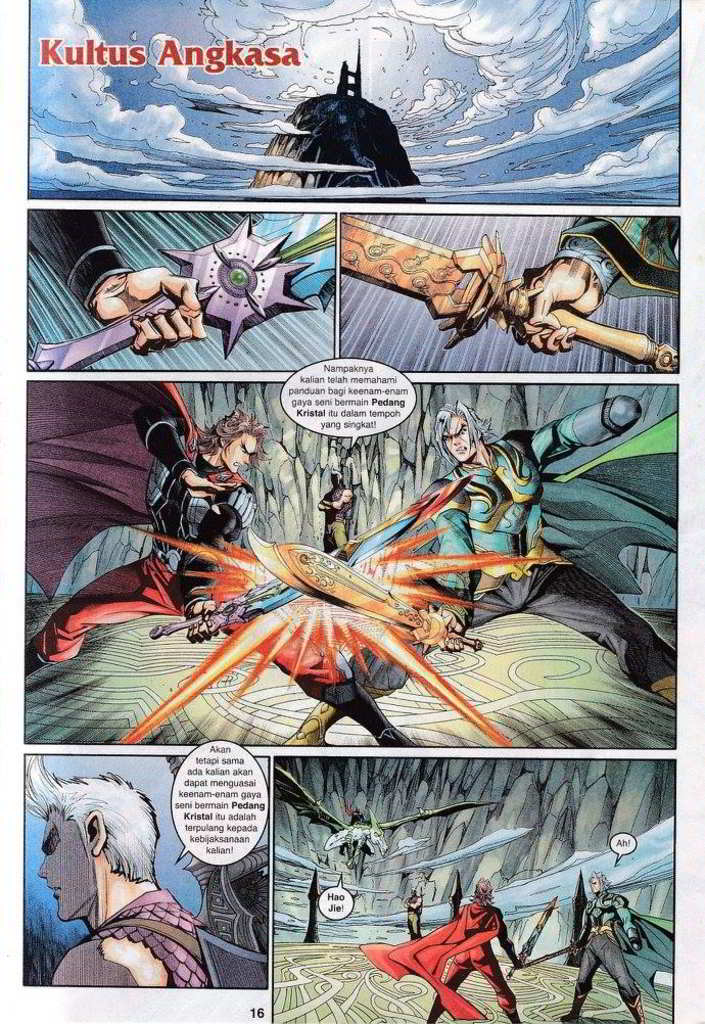 Kultus Angkasa
Nampaknya
kalian telah memahami
panduan bagi keenam-enam
gaya seni bermain Pedang
Kristal itu dalam tempoh
yang singkat!
Akan
tetapi sama
ada kalian akan
dapat menguasai
keenam-enam gaya
seni bermain Pedang
Kristal itu adalah
terpulang kepada
kebijaksanaan
kalian!
Ah!
Hao
Jie!
16